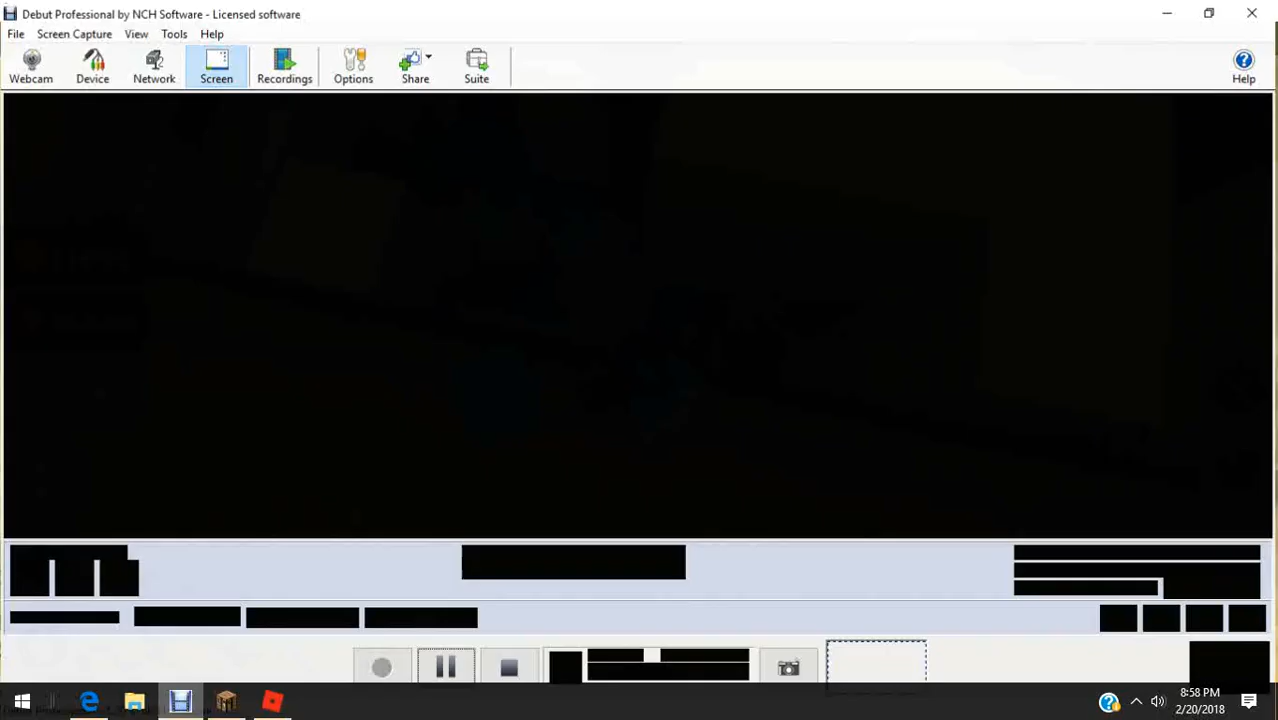 Debut Professional by NCH Software - Licensed software
File Screen Capture View Tools Help
Webcam Device Network Screen Recordings Options Share Suite Help
8:58 PM
2/20/2018